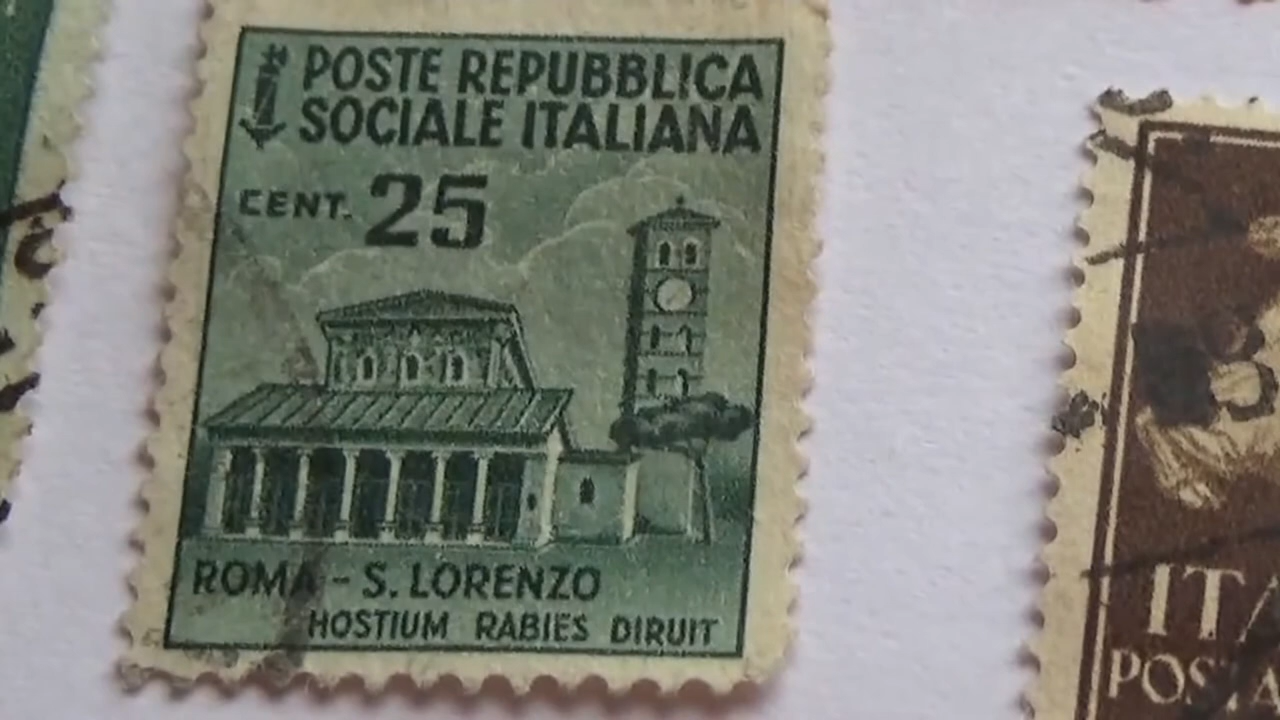 POSTE REPUBBLICA
SOCIALE ITALIANA
CENT. 25
ROMA - S. LORENZO
HOSTIUM RABIES DIRUIT